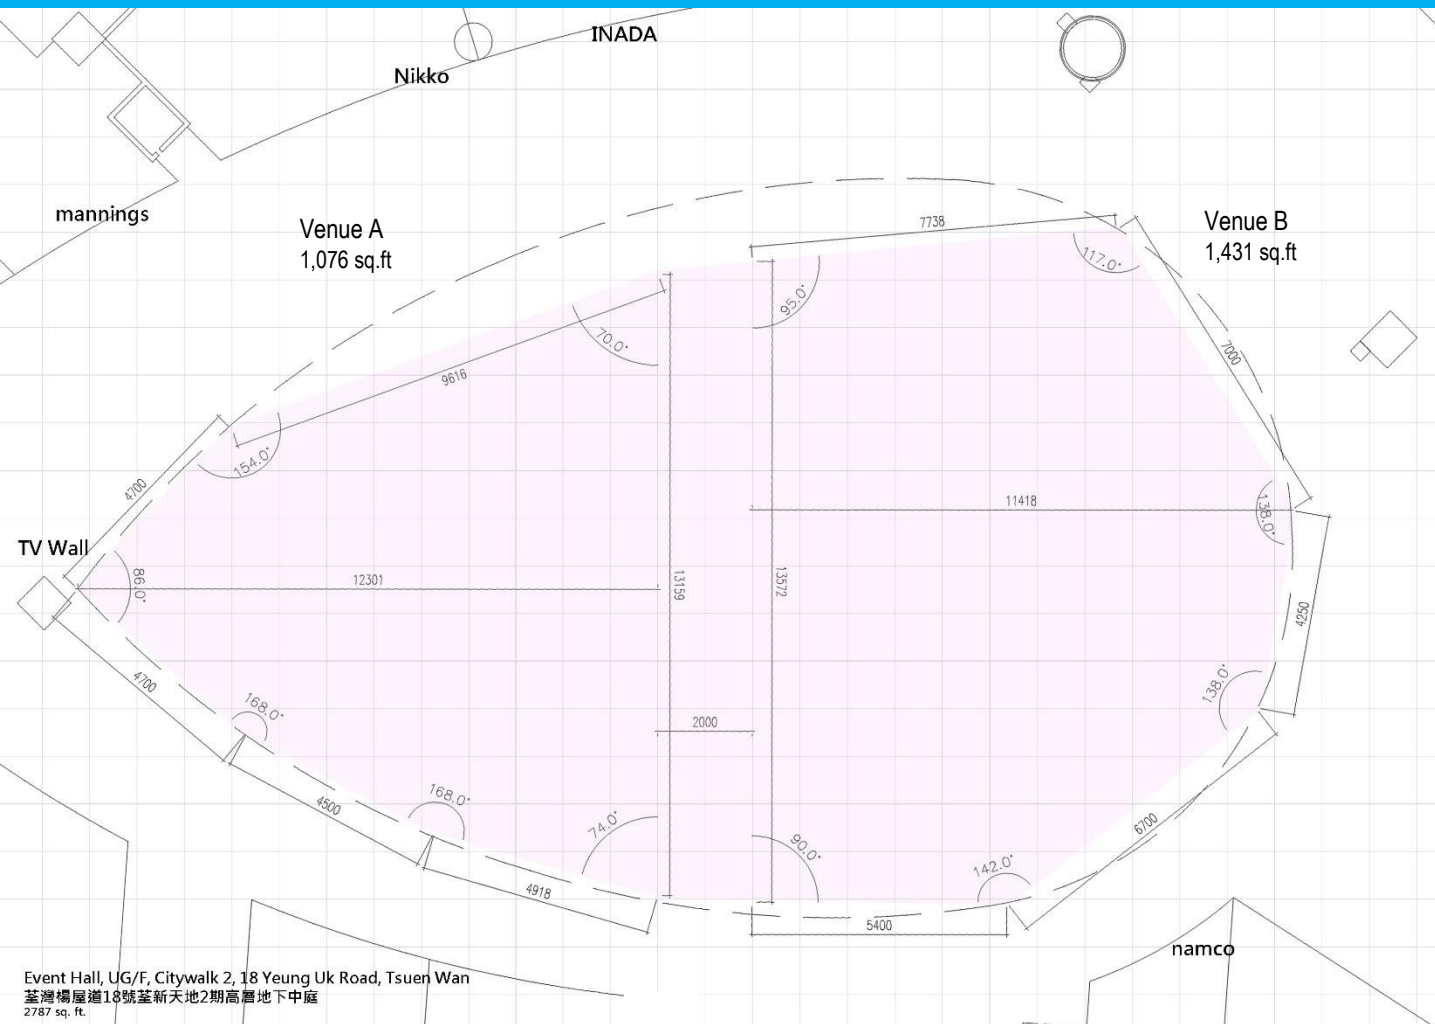 INADA
Nikko
mannings
Venue A
1,076 sq.ft
Venue B
1,431 sq.ft
7738
117.0°
95.0°
70.0°
7000
9616
154.0°
4700
11418
138.0°
TV Wall
86.0°
12301
13159
13572
4250
4700
168.0°
138.0°
2000
4500
168.0°
74.0°
90.0°
6700
142.0°
4918
5400
namco
Event Hall, UG/F, Citywalk 2, 18 Yeung Uk Road, Tsuen Wan
荃灣楊屋道18號荃新天地2期高層地下中庭
2787 sq. ft.